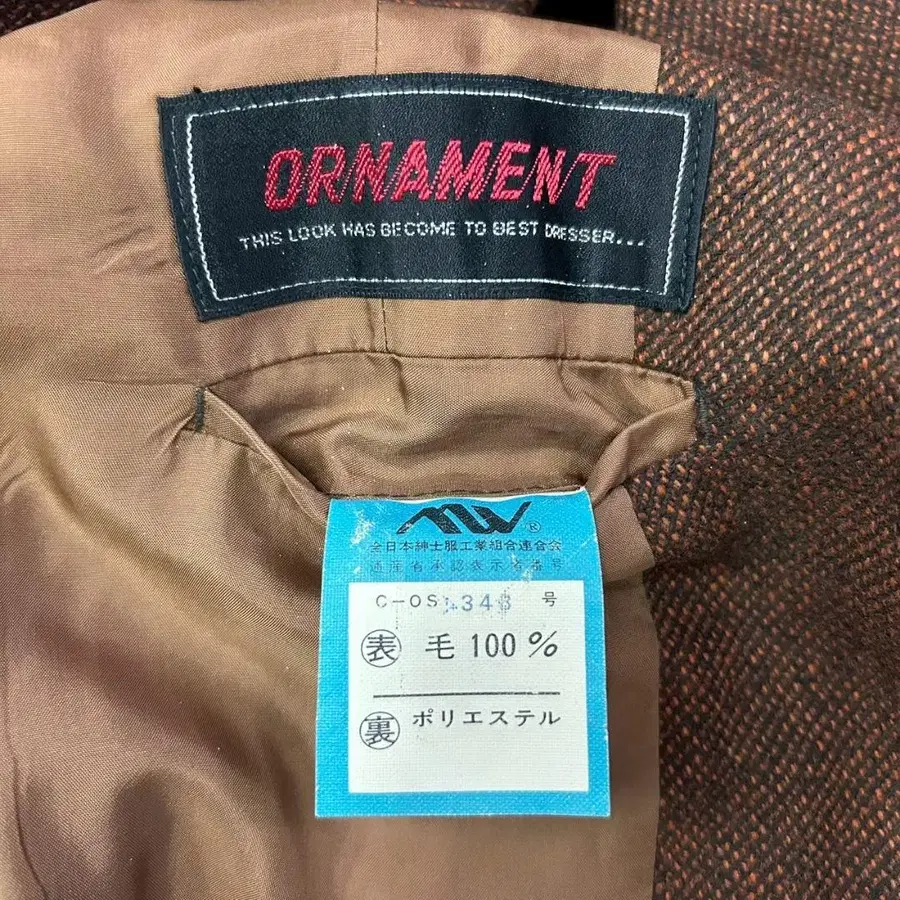 ORNAMENT
THIS LOOK HAS BECOME TO BEST DRESSER...
MW®
全日本紳士服工業組合連合会
通産省承認表示者番号
C-OS 号
表 毛 100%
裏 ポリエステル